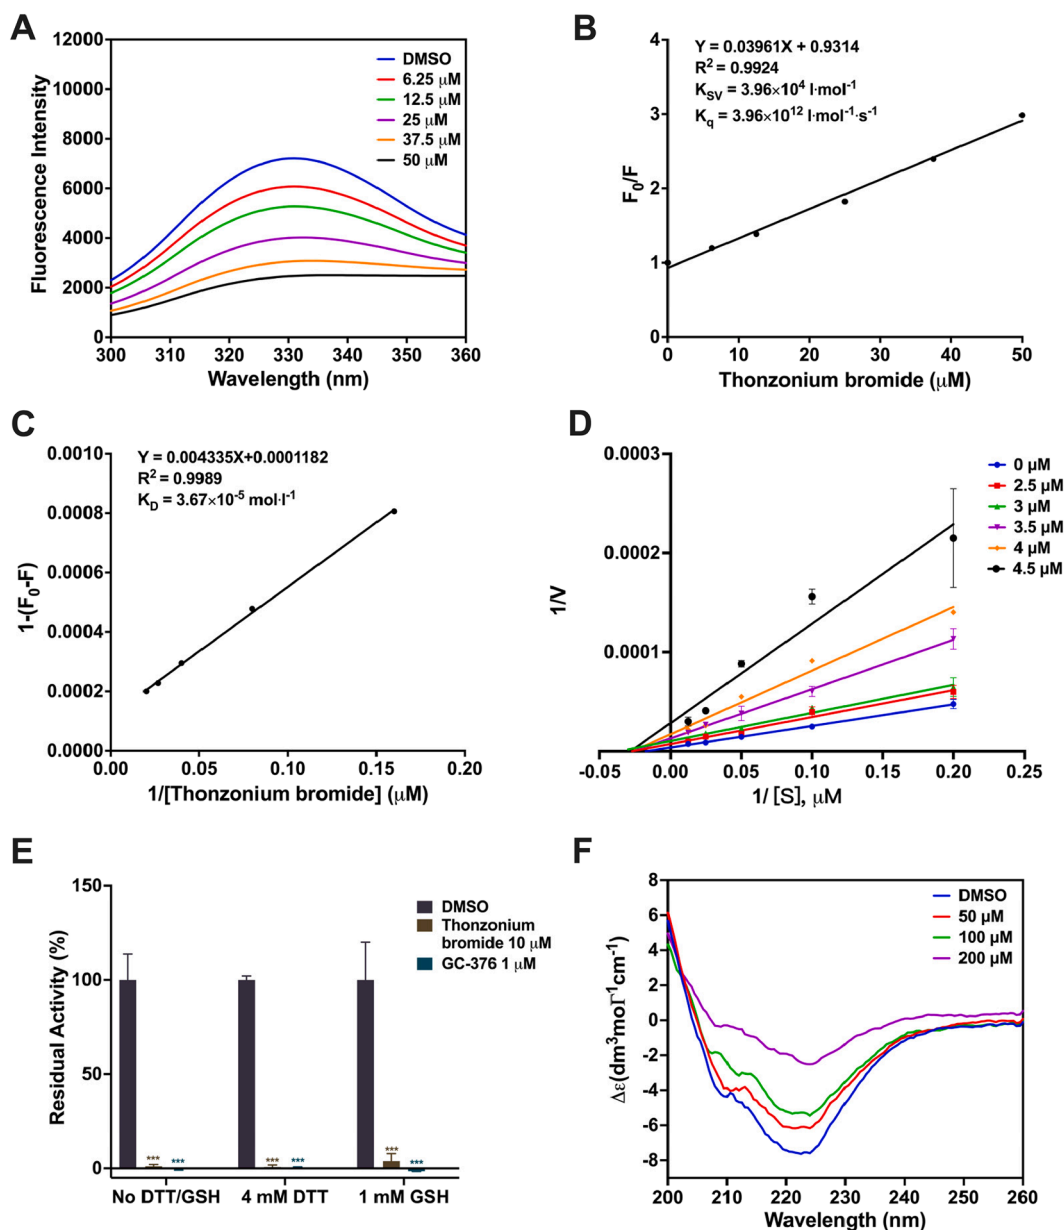 A
12000
10000
8000
6000
4000
2000
0
300
310
320
330
340
350
360
Fluorescence Intensity
Wavelength (nm)
DMSO
6.25 μM
12.5 μM
25 μM
37.5 μM
50 μM
B
Y = 0.03961X + 0.9314
R² = 0.9924
K_SV = 3.96×10⁴ l·mol⁻¹
K_q = 3.96×10¹² l·mol⁻¹·s⁻¹
4
3
2
1
0
0
10
20
30
40
50
F₀/F
Thonzonium bromide (μM)
C
Y = 0.004335X+0.0001182
R² = 0.9989
K_D = 3.67×10⁻⁵ mol·l⁻¹
0.0010
0.0008
0.0006
0.0004
0.0002
0.0000
0.00
0.05
0.10
0.15
0.20
1-(F₀-F)
1/[Thonzonium bromide] (μM)
D
0.0003
0.0002
0.0001
-0.05
0.00
0.05
0.10
0.15
0.20
0.25
1/V
1/ [S], μM
0 μM
2.5 μM
3 μM
3.5 μM
4 μM
4.5 μM
E
150
100
50
0
Residual Activity (%)
DMSO
Thonzonium
bromide 10 μM
GC-376 1 μM
*** *** *** *** *** ***
No DTT/GSH
4 mM DTT
1 mM GSH
F
8
6
4
2
0
-2
-4
-6
-8
200
210
220
230
240
250
260
Δε(dm³mol⁻¹cm⁻¹)
Wavelength (nm)
DMSO
50 μM
100 μM
200 μM